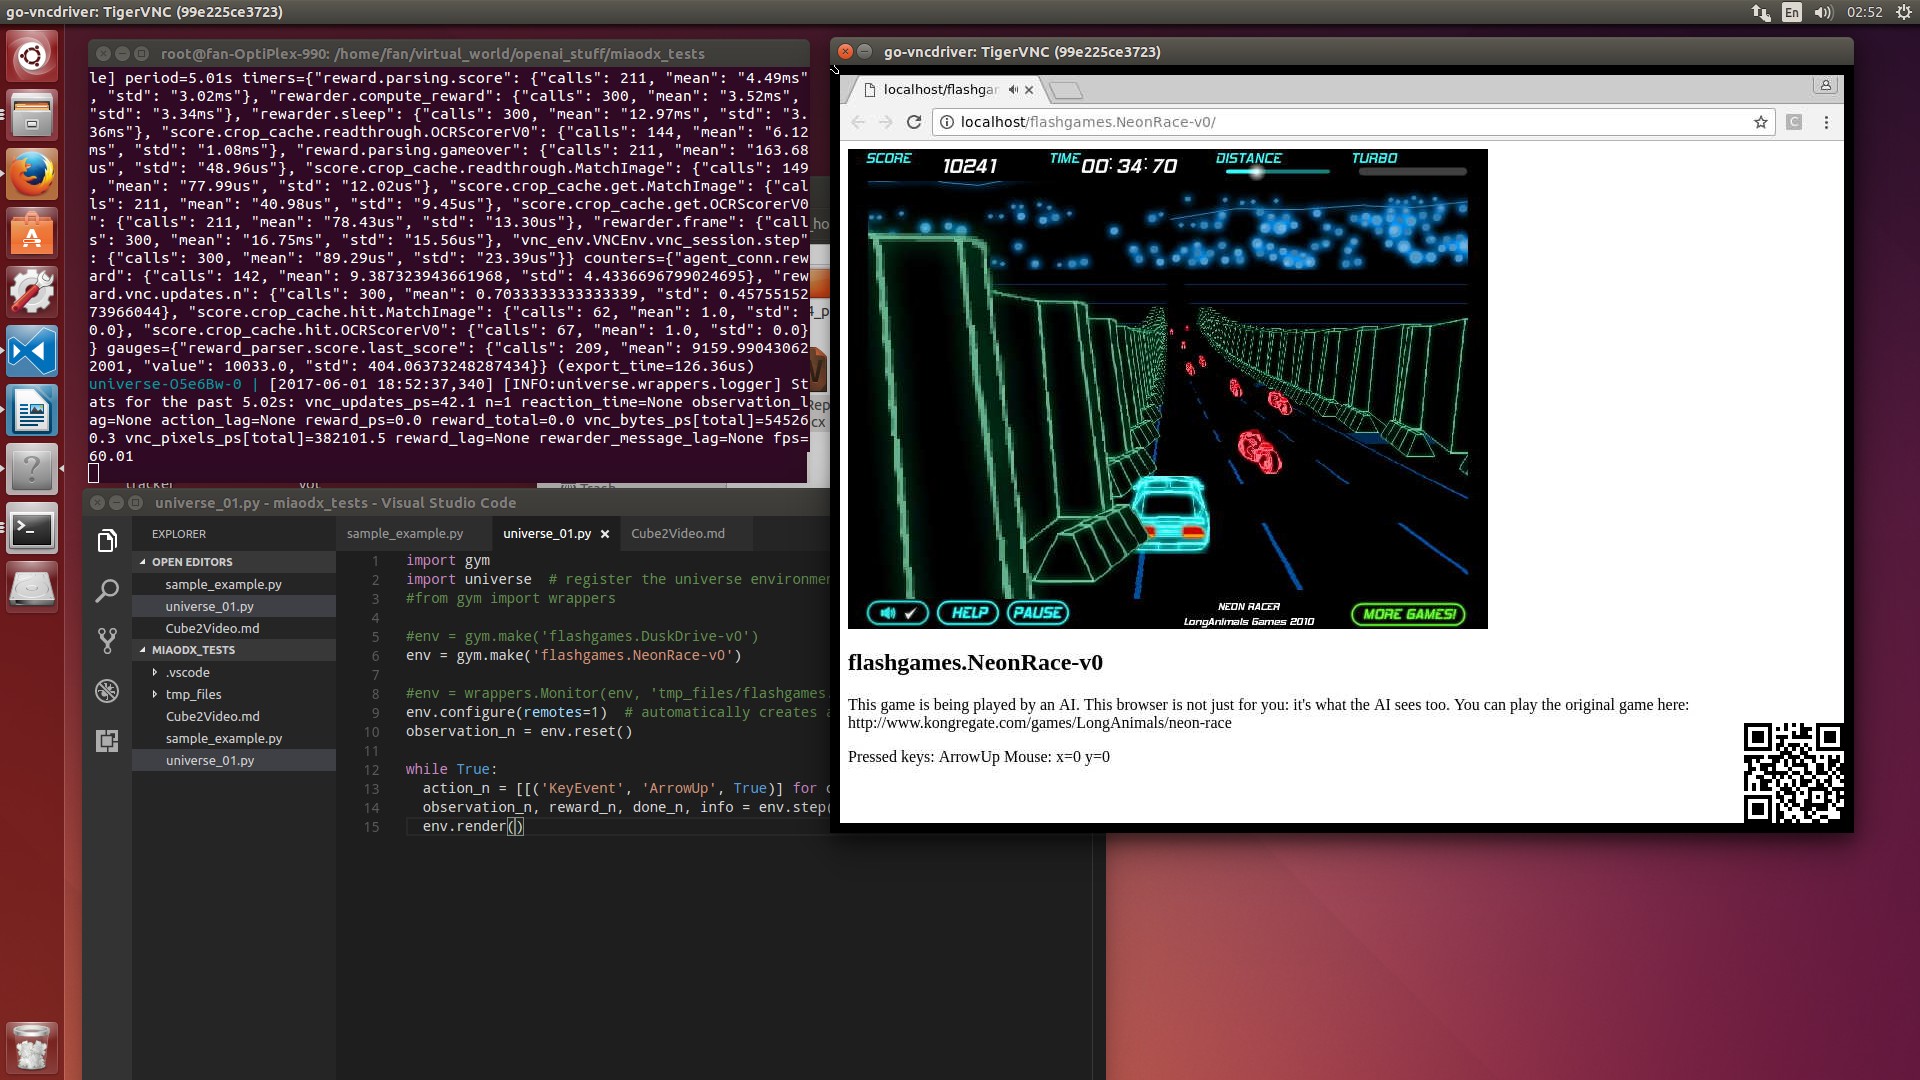 go-vncdriver: TigerVNC (99e225ce3723)
En
02:52
root@fan-OptiPlex-990: /home/fan/virtual_world/openai_stuff/miaodx_tests
le] period=5.01s timers={"reward.parsing.score": {"calls": 211, "mean": "4.49ms"
, "std": "3.02ms"}, "rewarder.compute_reward": {"calls": 300, "mean": "3.52ms",
"std": "3.34ms"}, "rewarder.sleep": {"calls": 300, "mean": "12.97ms", "std": "3.
36ms"}, "score.crop_cache.readthrough.OCRScorerV0": {"calls": 144, "mean": "6.12
ms", "std": "1.08ms"}, "reward.parsing.gameover": {"calls": 211, "mean": "163.68
us", "std": "48.96us"}, "score.crop_cache.readthrough.MatchImage": {"calls": 149
, "mean": "77.99us", "std": "12.02us"}, "score.crop_cache.get.MatchImage": {"cal
ls": 211, "mean": "40.98us", "std": "9.45us"}, "score.crop_cache.get.OCRScorerV0
": {"calls": 211, "mean": "78.43us", "std": "13.30us"}, "rewarder.frame": {"call
s": 300, "mean": "16.75ms", "std": "15.56us"}, "vnc_env.VNCEnv.vnc_session.step"
: {"calls": 300, "mean": "89.29us", "std": "23.39us"}} counters={"agent_conn.rew
ard": {"calls": 142, "mean": 9.387323943661968, "std": 4.4336696799024695}, "rew
ard.vnc.updates.n": {"calls": 300, "mean": 0.7033333333333339, "std": 0.45755152
73966044}, "score.crop_cache.hit.MatchImage": {"calls": 62, "mean": 1.0, "std":
0.0}, "score.crop_cache.hit.OCRScorerV0": {"calls": 67, "mean": 1.0, "std": 0.0}
} gauges={"reward_parser.score.last_score": {"calls": 209, "mean": 9159.99043062
2001, "value": 10033.0, "std": 404.06373248287434}} (export_time=126.36us)
universe-O5e6Bw-0 | [2017-06-01 18:52:37,340] [INFO:universe.wrappers.logger] St
ats for the past 5.02s: vnc_updates_ps=42.1 n=1 reaction_time=None observation_l
ag=None action_lag=None reward_ps=0.0 reward_total=0.0 vnc_bytes_ps[total]=54526
0.3 vnc_pixels_ps[total]=382101.5 reward_lag=None rewarder_message_lag=None fps=
60.01
universe_01.py - miaodx_tests - Visual Studio Code
EXPLORER
OPEN EDITORS
sample_example.py
universe_01.py
Cube2Video.md
MIAODX_TESTS
.vscode
tmp_files
Cube2Video.md
sample_example.py
universe_01.py
sample_example.py
universe_01.py
Cube2Video.md
1 import gym
2 import universe # register the universe environmen
3 #from gym import wrappers
4
5 #env = gym.make('flashgames.DuskDrive-v0')
6 env = gym.make('flashgames.NeonRace-v0')
7
8 #env = wrappers.Monitor(env, 'tmp_files/flashgames.
9 env.configure(remotes=1) # automatically creates a
10 observation_n = env.reset()
11
12 while True:
13 action_n = [[('KeyEvent', 'ArrowUp', True)] for o
14 observation_n, reward_n, done_n, info = env.step(
15 env.render()
go-vncdriver: TigerVNC (99e225ce3723)
localhost/flashgar
localhost/flashgames.NeonRace-v0/
SCORE 10241
TIME 00:34:70
DISTANCE
TURBO
HELP
PAUSE
NEON RACER
LongAnimals Games 2010
MORE GAMES!
flashgames.NeonRace-v0
This game is being played by an AI. This browser is not just for you: it's what the AI sees too. You can play the original game here:
http://www.kongregate.com/games/LongAnimals/neon-race
Pressed keys: ArrowUp Mouse: x=0 y=0